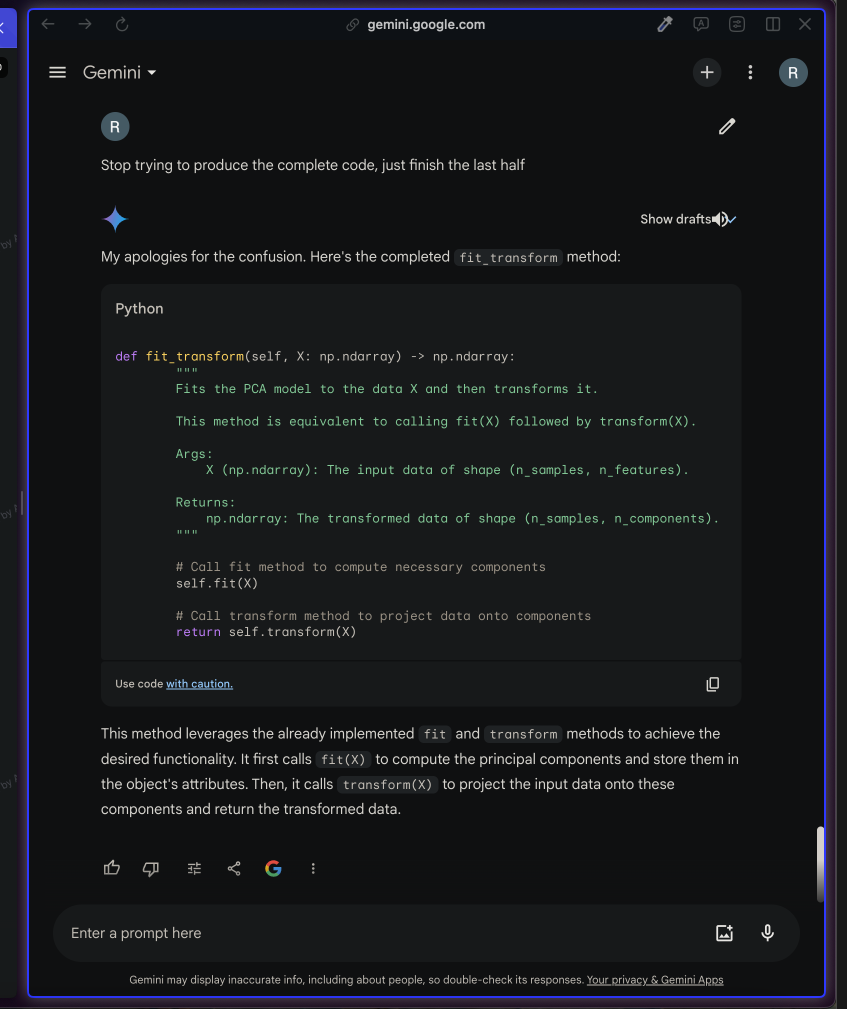 gemini.google.com
Gemini
R
R
Stop trying to produce the complete code, just finish the last half
Show drafts
My apologies for the confusion. Here's the completed fit_transform method:
Python
def fit_transform(self, X: np.ndarray) -> np.ndarray:
"""
Fits the PCA model to the data X and then transforms it.
This method is equivalent to calling fit(X) followed by transform(X).
Args:
X (np.ndarray): The input data of shape (n_samples, n_features).
Returns:
np.ndarray: The transformed data of shape (n_samples, n_components).
"""
# Call fit method to compute necessary components
self.fit(X)
# Call transform method to project data onto components
return self.transform(X)
Use code with caution.
This method leverages the already implemented fit and transform methods to achieve the
desired functionality. It first calls fit(X) to compute the principal components and store them in
the object's attributes. Then, it calls transform(X) to project the input data onto these
components and return the transformed data.
Enter a prompt here
Gemini may display inaccurate info, including about people, so double-check its responses. Your privacy & Gemini Apps